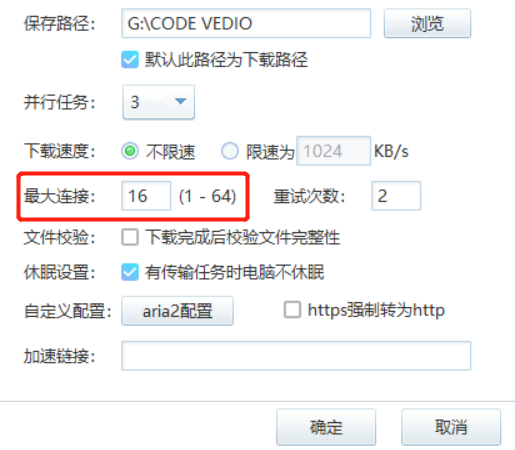 保存路径： G:\CODE VEDIO 浏览
默认此路径为下载路径
并行任务： 3
下载速度： 不限速 限速为 1024 KB/s
最大连接： 16 (1 - 64) 重试次数： 2
文件校验： 下载完成后校验文件完整性
休眠设置： 有传输任务时电脑不休眠
自定义配置： aria2配置 https强制转为http
加速链接：
确定 取消